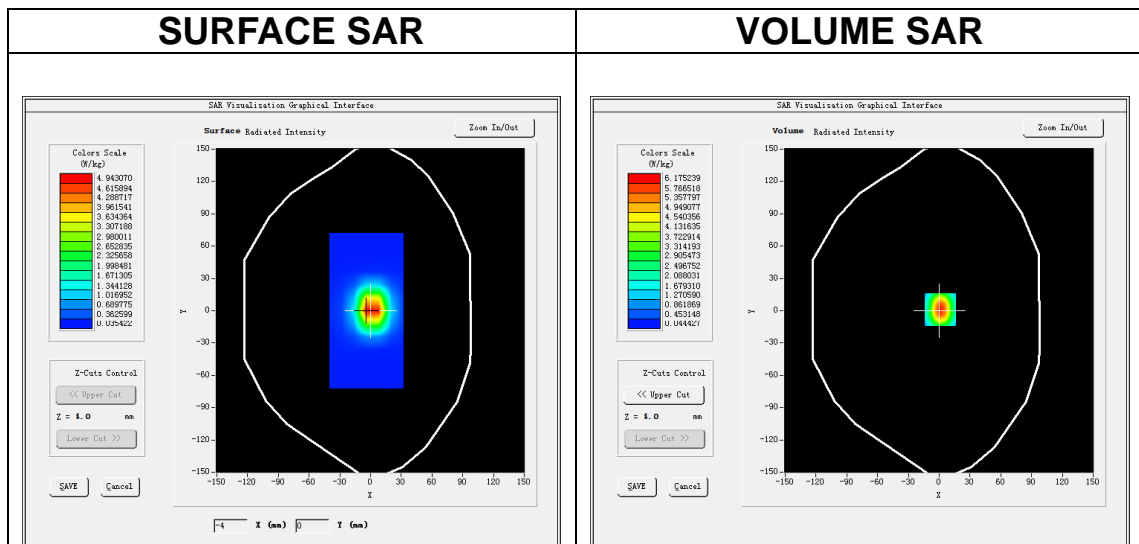 SURFACE SAR
VOLUME SAR
SAR Visualisation Graphical Interface
Surface Radiated Intensity
Zoom In/Out
Colors Scale
(W/kg)
4.943070
4.615894
4.288717
3.961541
3.634364
3.307188
2.980011
2.652835
2.325658
1.998481
1.671305
1.344128
1.016952
0.689775
0.362599
0.035422
150
120
90
60
30
0
-30
-60
-90
-120
-150
Y
-150 -120 -90 -60 -30 0 30 60 90 120 150
X
Z-Cuts Control
<< Upper Cut
Z = 4.0 mm
Lower Cut >>
SAVE Cancel
-4 X (mm) 0 Y (mm)
SAR Visualisation Graphical Interface
Volume Radiated Intensity
Zoom In/Out
Colors Scale
(W/kg)
6.175239
5.766518
5.357797
4.949077
4.540356
4.131635
3.722914
3.314193
2.905473
2.496752
2.088031
1.679310
1.270590
0.861869
0.453148
0.044427
150
120
90
60
30
0
-30
-60
-90
-120
-150
Y
-150 -120 -90 -60 -30 0 30 60 90 120 150
X
Z-Cuts Control
<< Upper Cut
Z = 4.0 mm
Lower Cut >>
SAVE Cancel